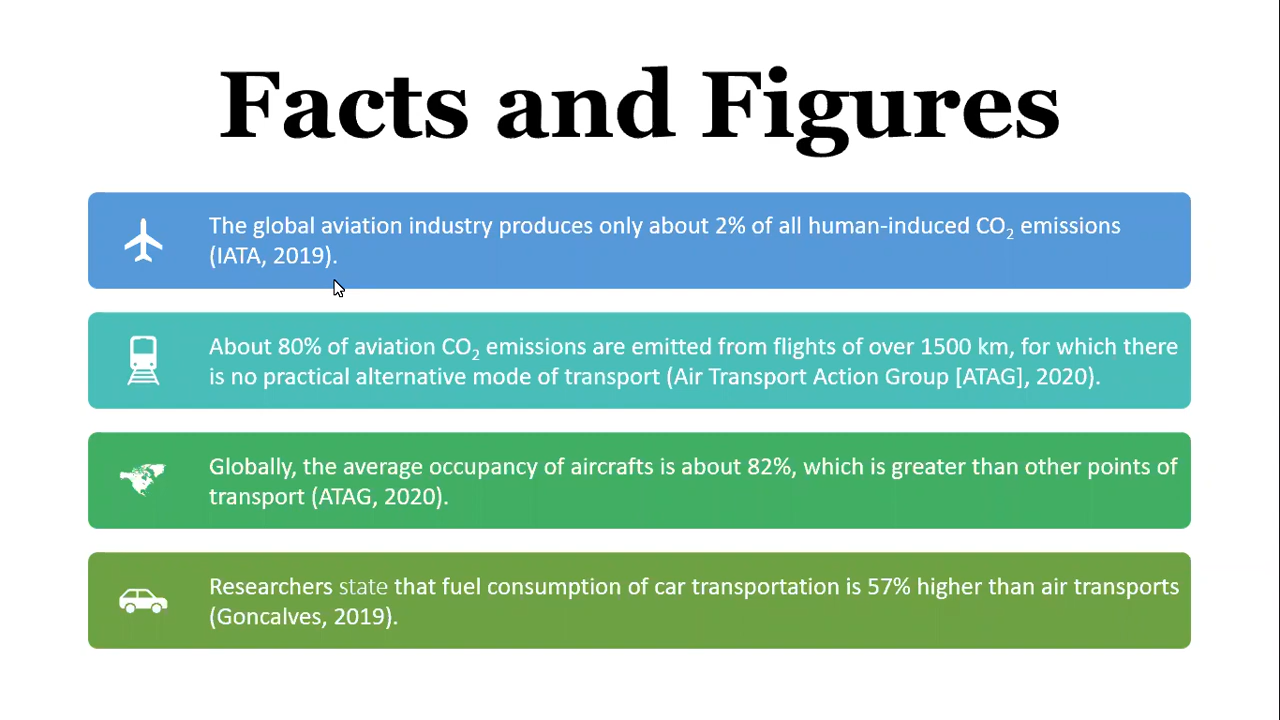 Facts and Figures
The global aviation industry produces only about 2% of all human-induced CO₂ emissions
(IATA, 2019).
About 80% of aviation CO₂ emissions are emitted from flights of over 1500 km, for which there
is no practical alternative mode of transport (Air Transport Action Group [ATAG], 2020).
Globally, the average occupancy of aircrafts is about 82%, which is greater than other points of
transport (ATAG, 2020).
Researchers state that fuel consumption of car transportation is 57% higher than air transports
(Goncalves, 2019).